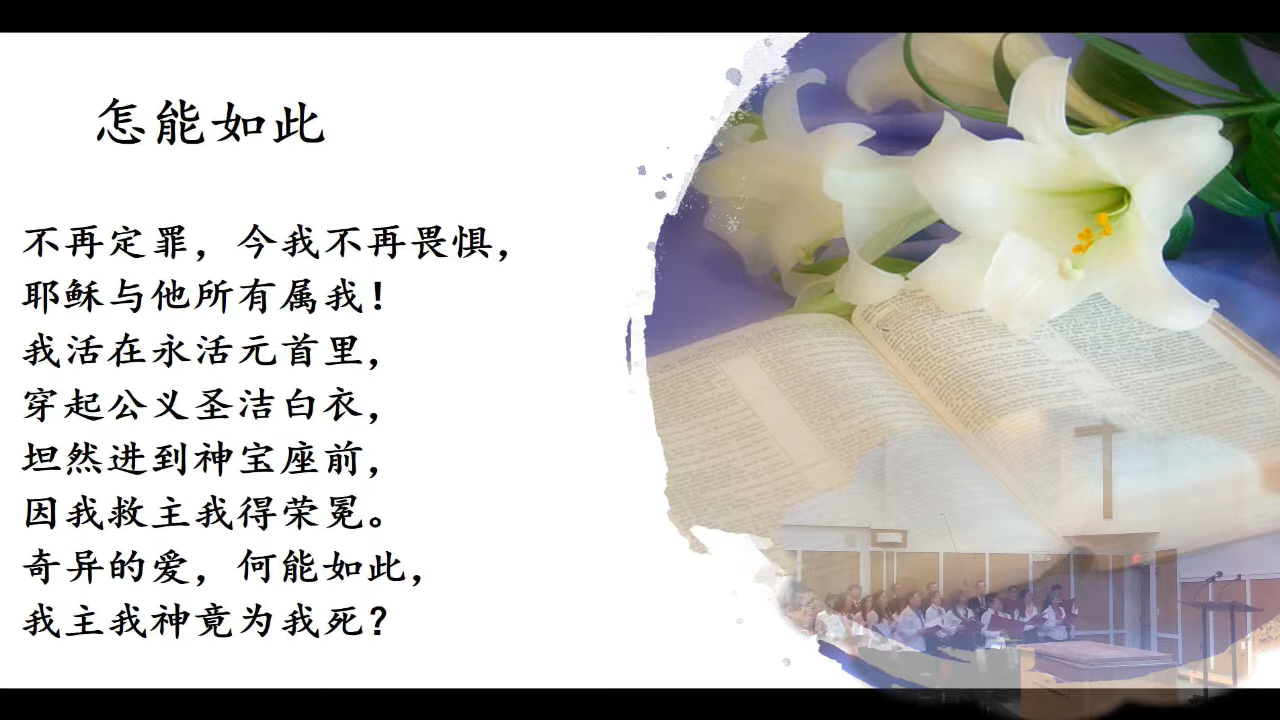 怎能如此
不再定罪，今我不再畏惧，
耶稣与他所有属我！
我活在永活元首里，
穿起公义圣洁白衣，
坦然进到神宝座前，
因我救主我得荣冕。
奇异的爱，何能如此，
我主我神竟为我死？